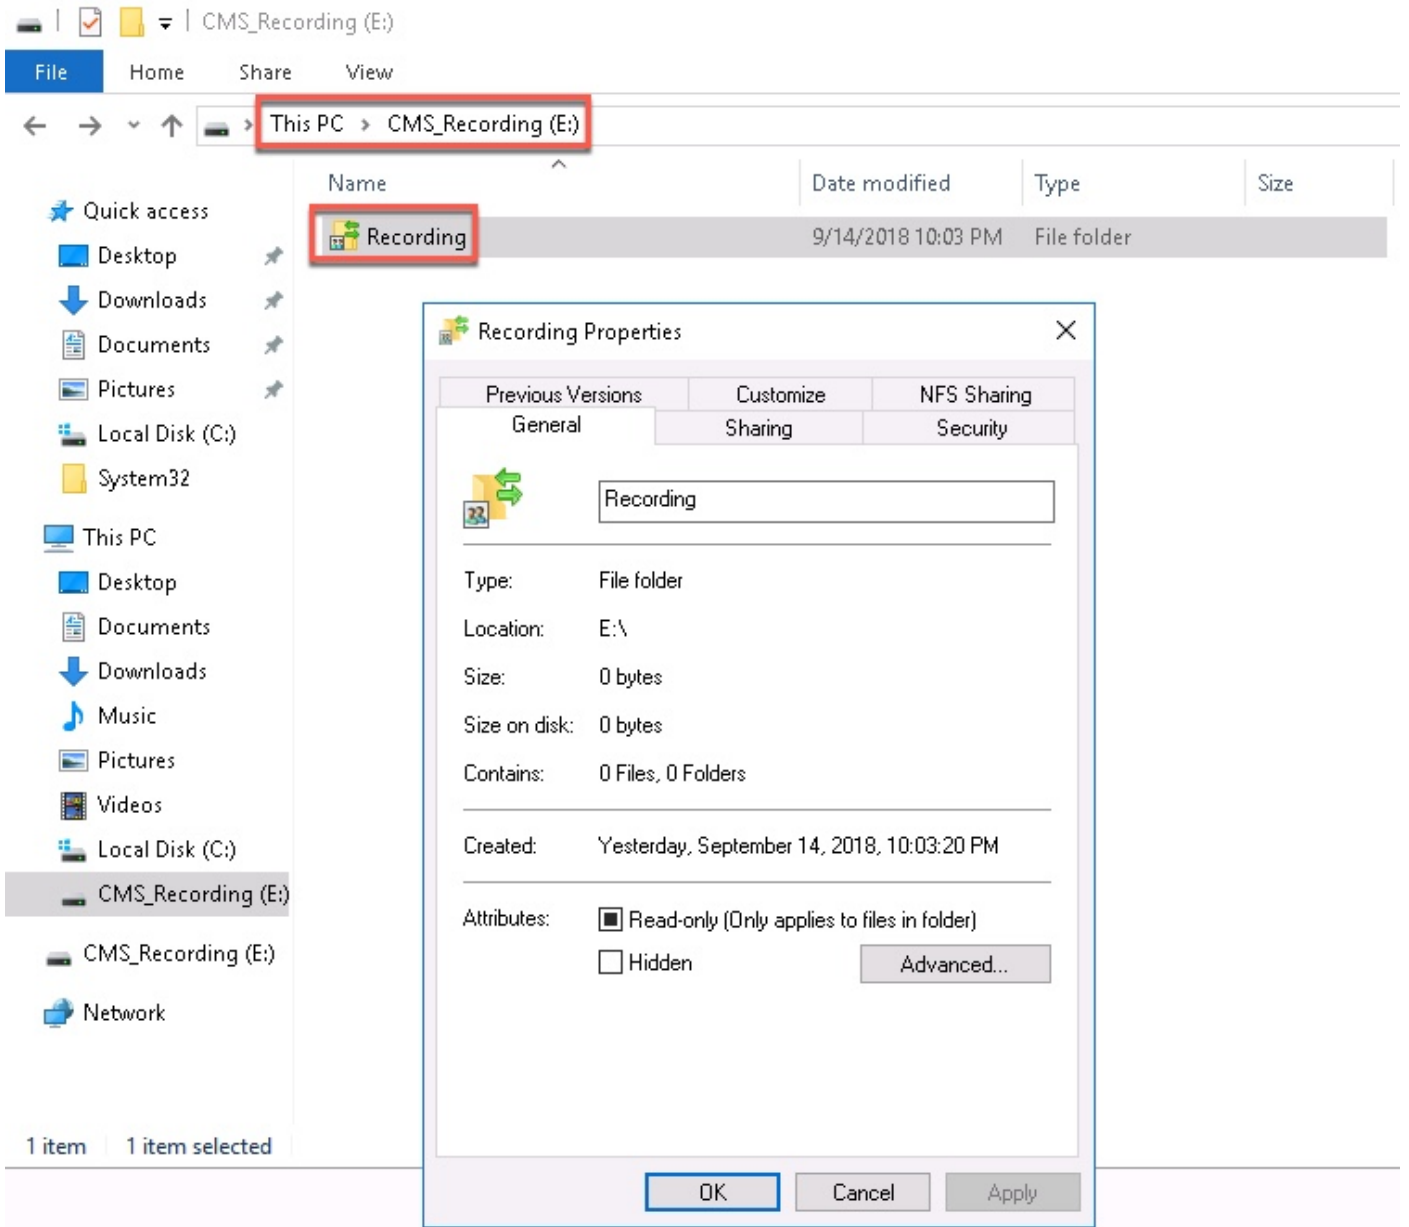 CMS_Recording (E:)
File Home Share View
This PC > CMS_Recording (E:)
Name Date modified Type Size
Recording 9/14/2018 10:03 PM File folder
Quick access
Desktop
Downloads
Documents
Pictures
Local Disk (C:)
System32
This PC
Desktop
Documents
Downloads
Music
Pictures
Videos
Local Disk (C:)
CMS_Recording (E:)
CMS_Recording (E:)
Network
1 item 1 item selected
Recording Properties
Previous Versions Customize NFS Sharing
General Sharing Security
Recording
Type: File folder
Location: E:\
Size: 0 bytes
Size on disk: 0 bytes
Contains: 0 Files, 0 Folders
Created: Yesterday, September 14, 2018, 10:03:20 PM
Attributes: Read-only (Only applies to files in folder)
Hidden Advanced...
OK Cancel Apply